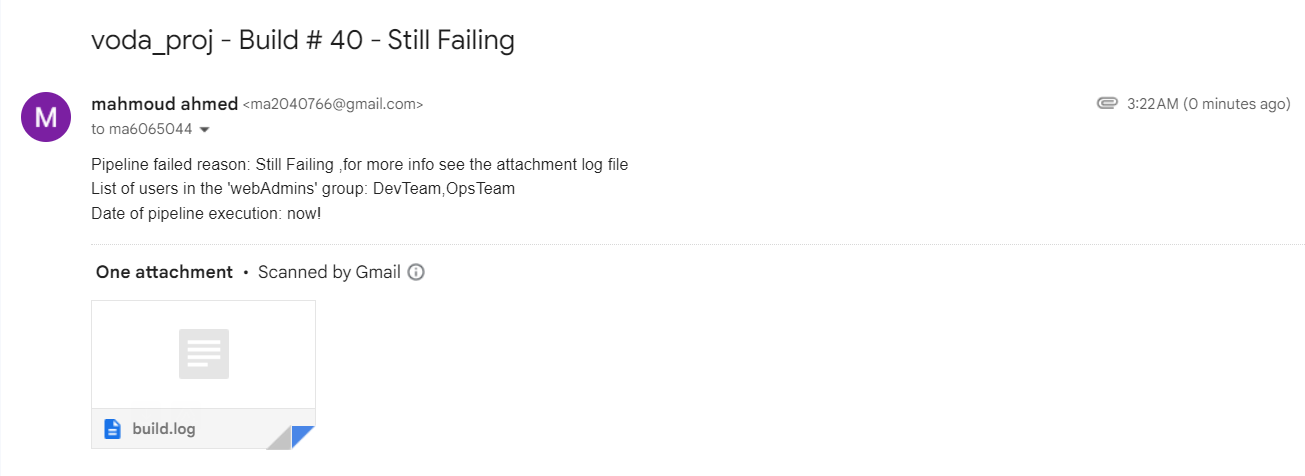 voda_proj - Build # 40 - Still Failing
M
mahmoud ahmed <ma2040766@gmail.com>
3:22 AM (0 minutes ago)
to ma6065044
Pipeline failed reason: Still Failing ,for more info see the attachment log file
List of users in the 'webAdmins' group: DevTeam,OpsTeam
Date of pipeline execution: now!
One attachment • Scanned by Gmail
build.log